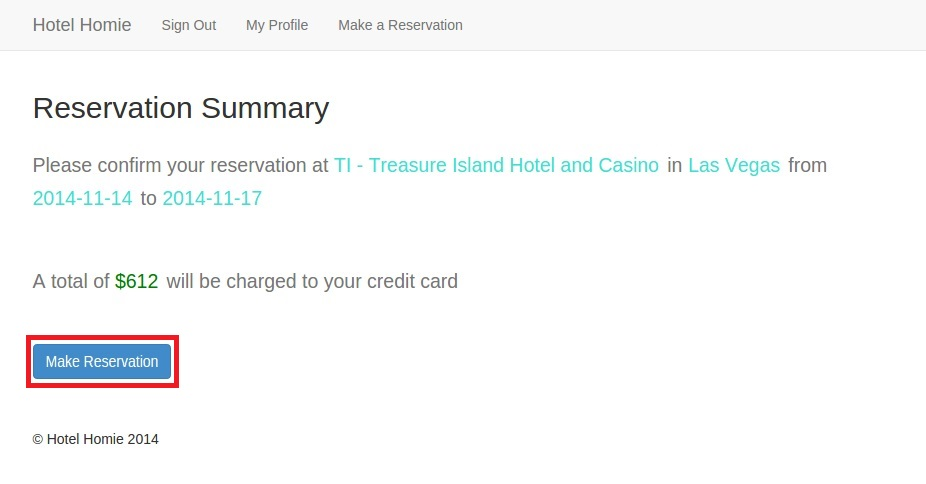 Hotel Homie Sign Out My Profile Make a Reservation
Reservation Summary
Please confirm your reservation at TI - Treasure Island Hotel and Casino in Las Vegas from
2014-11-14 to 2014-11-17
A total of $612 will be charged to your credit card
Make Reservation
© Hotel Homie 2014